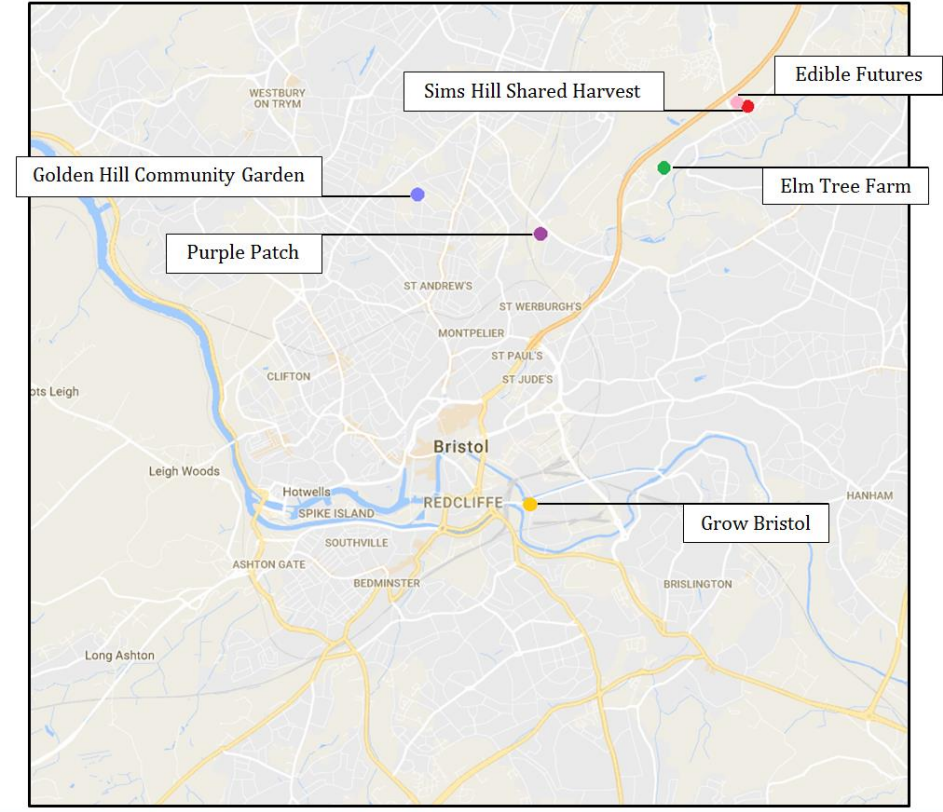 Edible Futures
Sims Hill Shared Harvest
WESTBURY
ON TRYM
Golden Hill Community Garden
Elm Tree Farm
Purple Patch
ST ANDREW'S
ST WERBURGH'S
MONTPELIER
ST PAUL'S
CLIFTON
ST JUDE'S
ots Leigh
Bristol
Leigh Woods
Hotwells
REDCLIFFE
HANHAM
SPIKE ISLAND
Grow Bristol
SOUTHVILLE
ASHTON GATE
BEDMINSTER
BRISLINGTON
Long Ashton